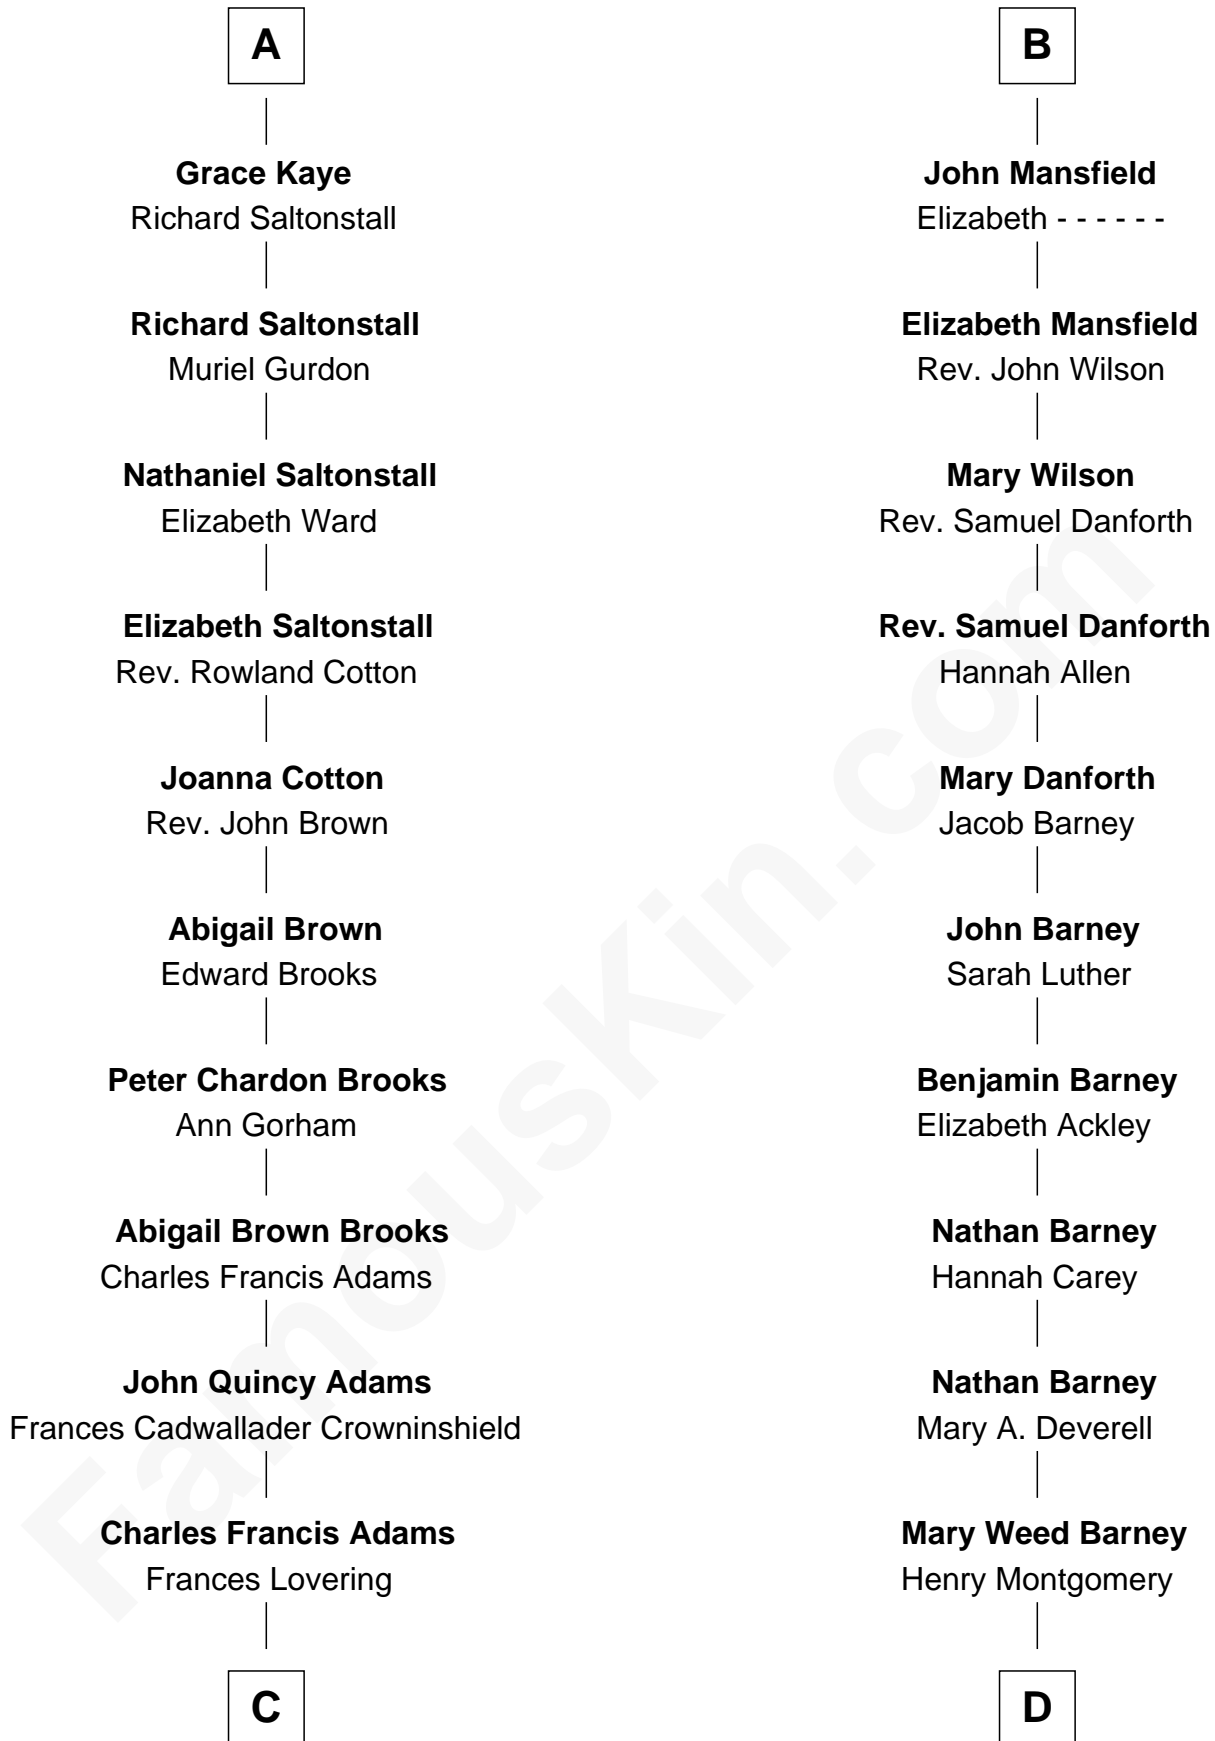 A
Grace Kaye
Richard Saltonstall
Richard Saltonstall
Muriel Gurdon
Nathaniel Saltonstall
Elizabeth Ward
Elizabeth Saltonstall
Rev. Rowland Cotton
Joanna Cotton
Rev. John Brown
Abigail Brown
Edward Brooks
Peter Chardon Brooks
Ann Gorham
Abigail Brown Brooks
Charles Francis Adams
John Quincy Adams
Frances Cadwallader Crowninshield
Charles Francis Adams
Frances Lovering
C
B
John Mansfield
Elizabeth - - - - - -
Elizabeth Mansfield
Rev. John Wilson
Mary Wilson
Rev. Samuel Danforth
Rev. Samuel Danforth
Hannah Allen
Mary Danforth
Jacob Barney
John Barney
Sarah Luther
Benjamin Barney
Elizabeth Ackley
Nathan Barney
Hannah Carey
Nathan Barney
Mary A. Deverell
Mary Weed Barney
Henry Montgomery
D
FamousKin.com